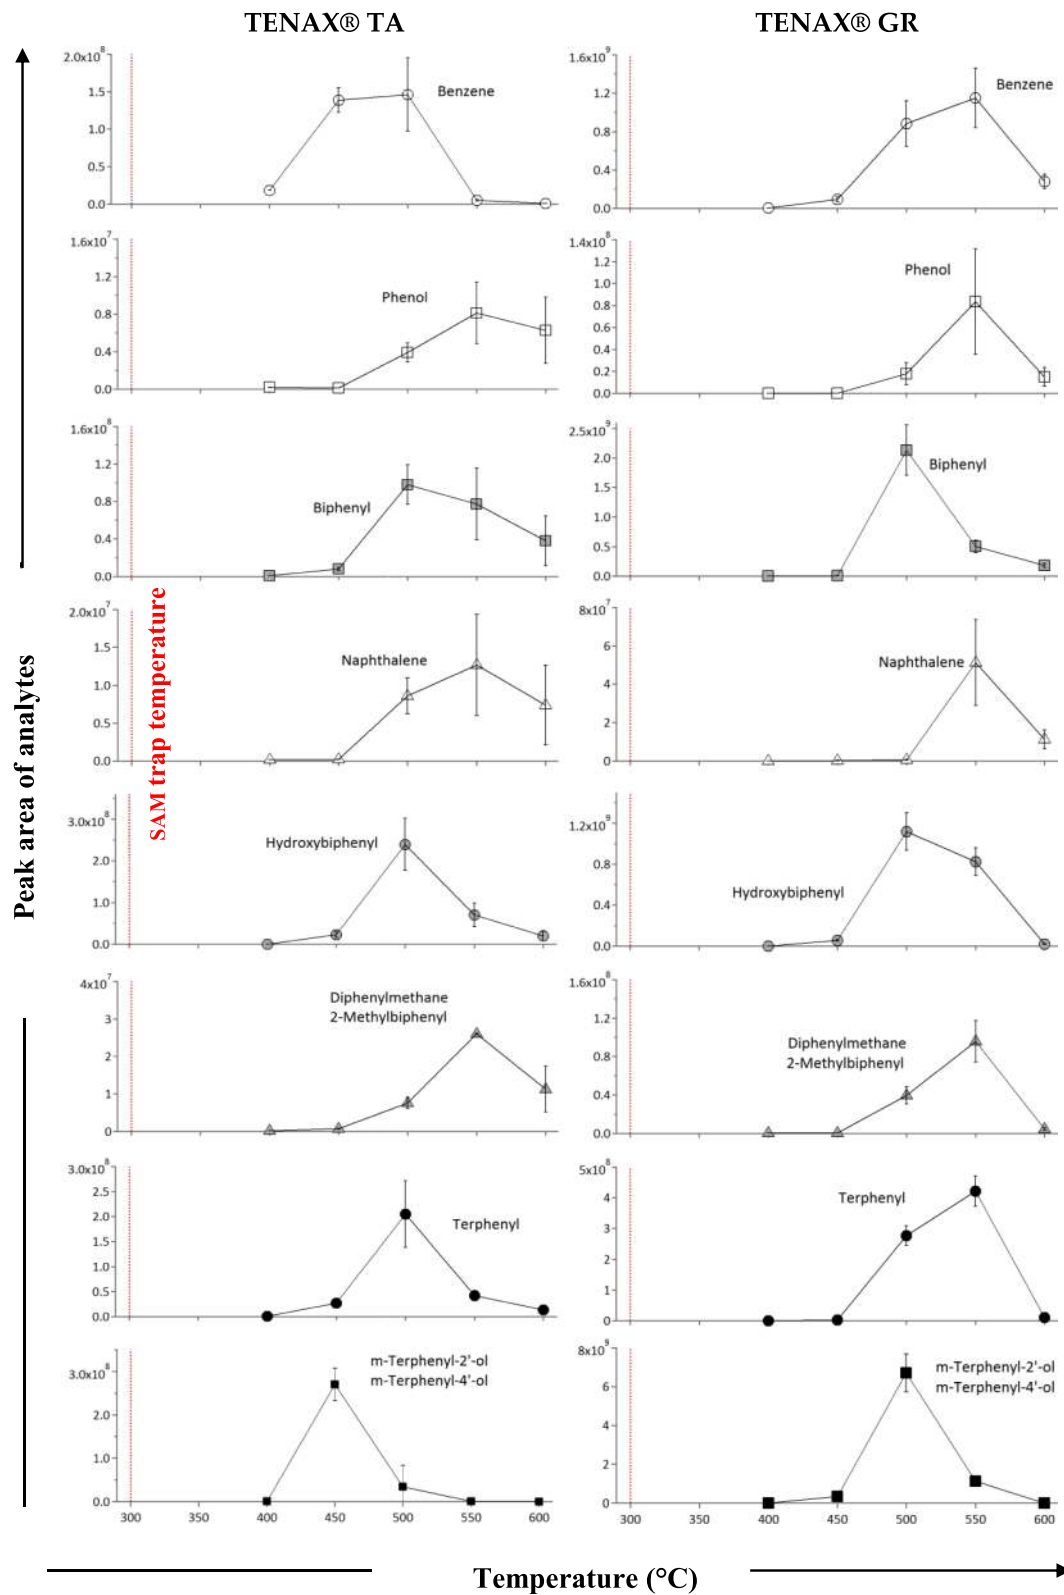 TENAX® TA
TENAX® GR
2.0x10⁸
1.5
1.0
0.5
0.0
Benzene
1.6x10⁹
1.2
0.8
0.4
0.0
Benzene
1.6x10⁷
1.2
0.8
0.4
0.0
Phenol
1.4x10⁸
1.2
1.0
0.8
0.6
0.4
0.2
0.0
Phenol
1.6x10⁸
1.2
0.8
0.4
0.0
Biphenyl
2.5x10⁹
2.0
1.5
1.0
0.5
0.0
Biphenyl
2.0x10⁷
1.5
1.0
0.5
0.0
Naphthalene
8x10⁷
6
4
2
0
Naphthalene
SAM trap temperature
Peak area of analytes
3.0x10⁸
2.0
1.0
0.0
Hydroxybiphenyl
1.2x10⁹
0.8
0.4
0.0
Hydroxybiphenyl
4x10⁷
3
2
1
0
Diphenylmethane
2-Methylbiphenyl
1.6x10⁸
1.2
0.8
0.4
0.0
Diphenylmethane
2-Methylbiphenyl
3.0x10⁸
2.5
2.0
1.5
1.0
0.5
0.0
Terphenyl
5x10⁸
4
3
2
1
0
Terphenyl
3.0x10⁸
2.0
1.0
0.0
m-Terphenyl-2'-ol
m-Terphenyl-4'-ol
8x10⁹
6
4
2
0
m-Terphenyl-2'-ol
m-Terphenyl-4'-ol
300 350 400 450 500 550 600
300 350 400 450 500 550 600
Temperature (°C)